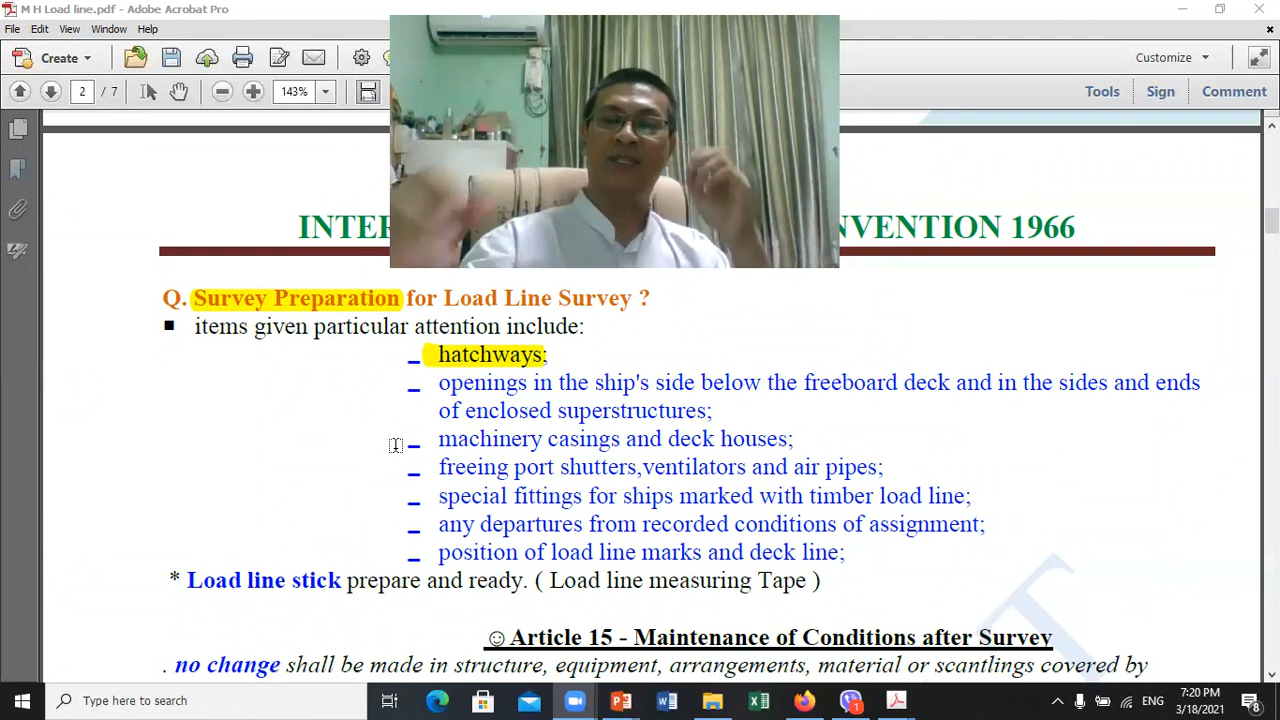 M H Load line.pdf - Adobe Acrobat Pro
File Edit View Window Help
Create
Customize
2 / 7 143%
Tools Sign Comment
INTER NVENTION 1966
Q. Survey Preparation for Load Line Survey ?
■ items given particular attention include:
– hatchways;
– openings in the ship's side below the freeboard deck and in the sides and ends
of enclosed superstructures;
– machinery casings and deck houses;
– freeing port shutters,ventilators and air pipes;
– special fittings for ships marked with timber load line;
– any departures from recorded conditions of assignment;
– position of load line marks and deck line;
* Load line stick prepare and ready. ( Load line measuring Tape )
☺Article 15 - Maintenance of Conditions after Survey
. no change shall be made in structure, equipment, arrangements, material or scantlings covered by
T
Type here to search
1
ENG
7:20 PM
3/18/2021
8